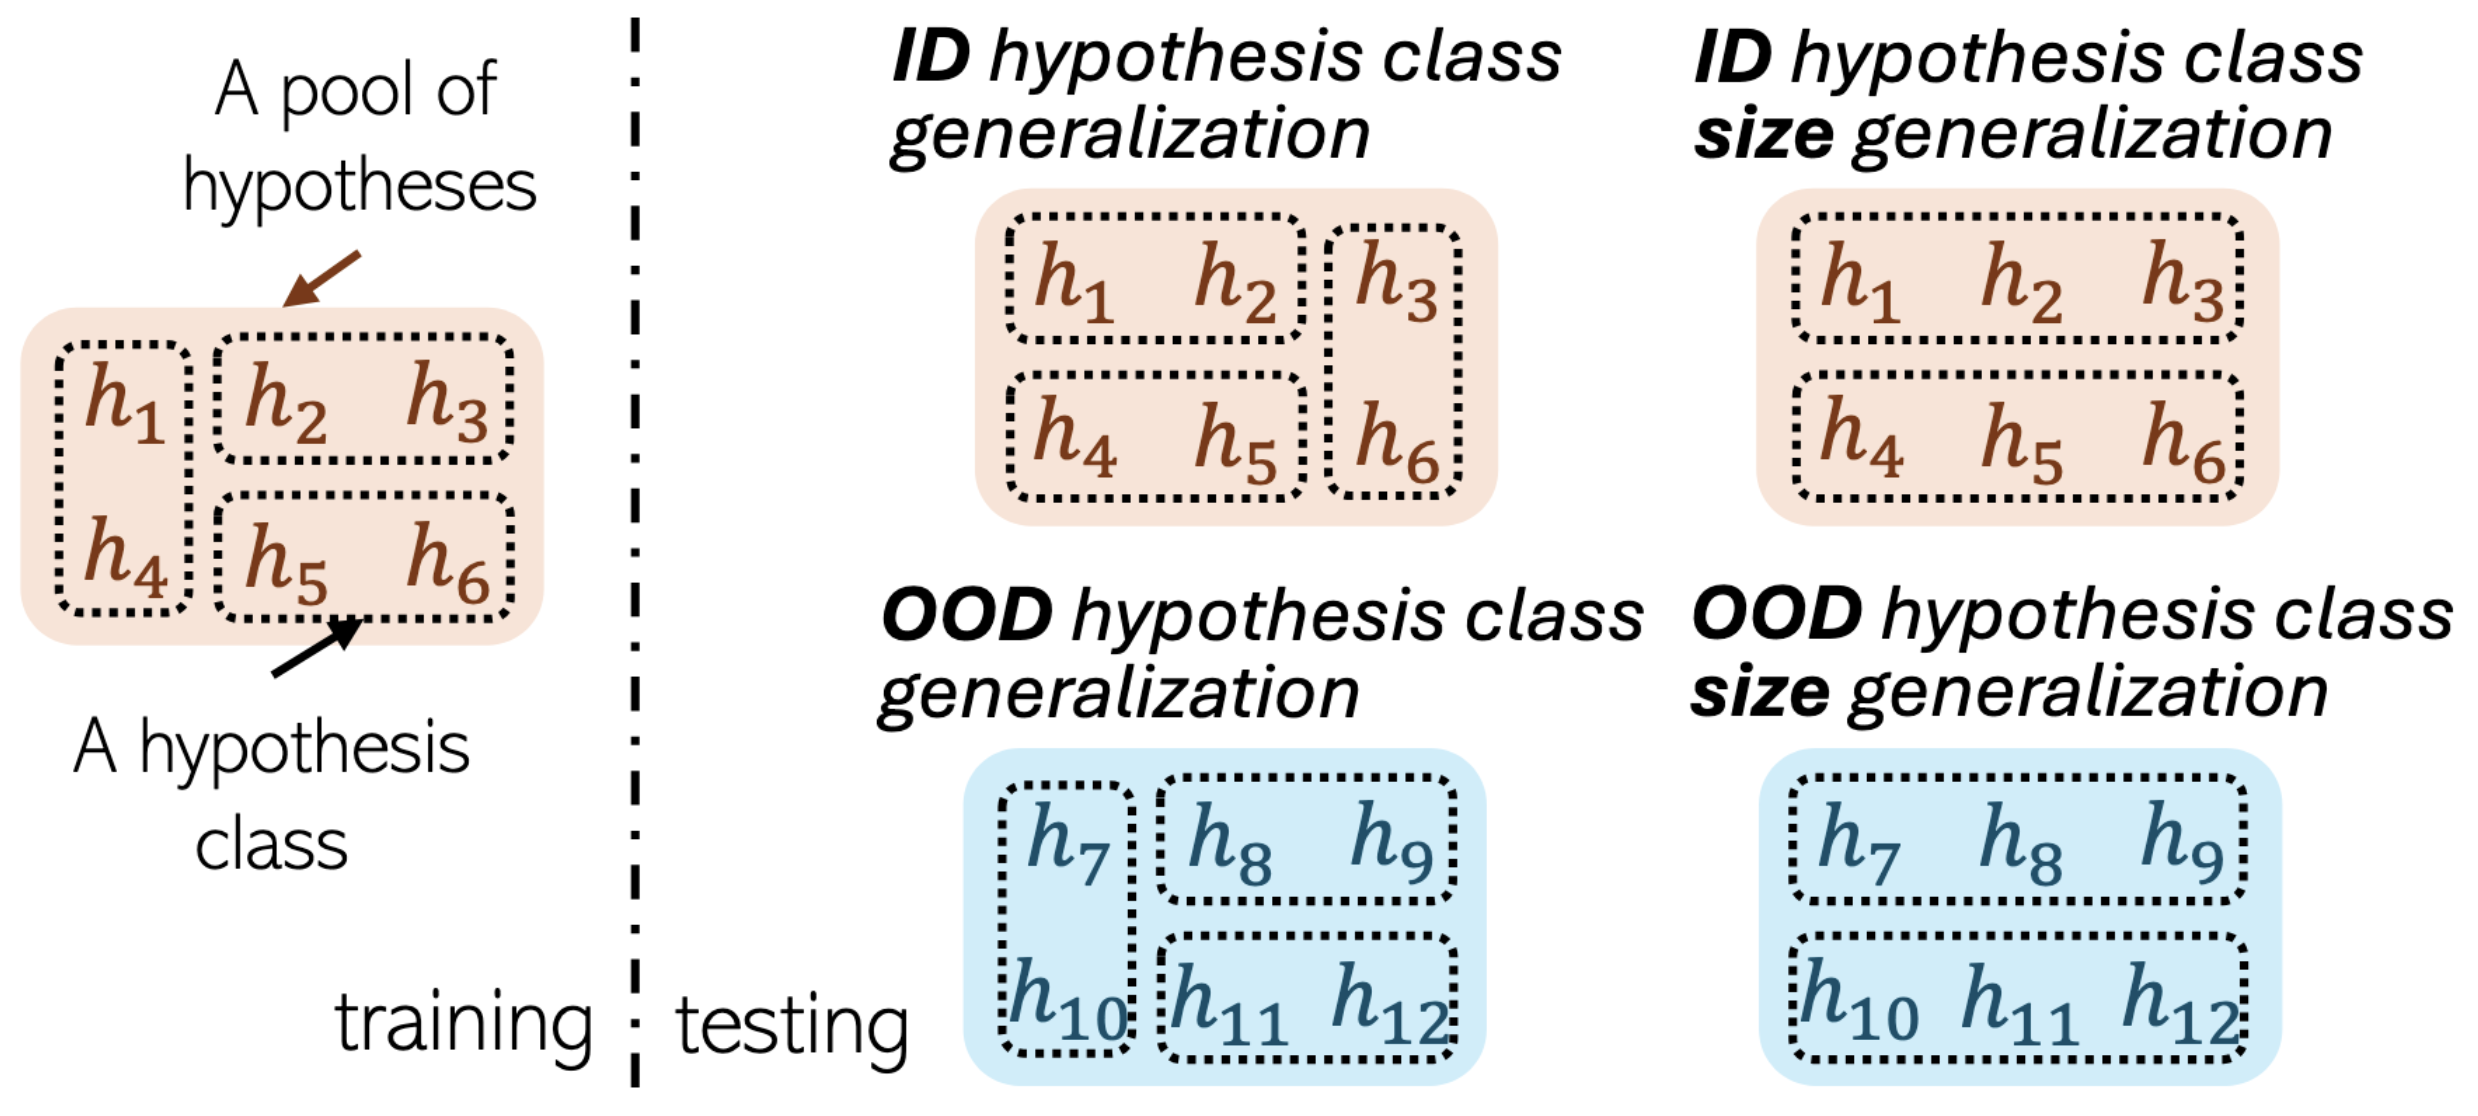 A pool of
hypotheses
h1 h2 h3
h4 h5 h6
A hypothesis
class
training
testing
ID hypothesis class
generalization
h1 h2 h3
h4 h5 h6
ID hypothesis class
size generalization
h1 h2 h3
h4 h5 h6
OOD hypothesis class
generalization
h7 h8 h9
h10 h11 h12
OOD hypothesis class
size generalization
h7 h8 h9
h10 h11 h12